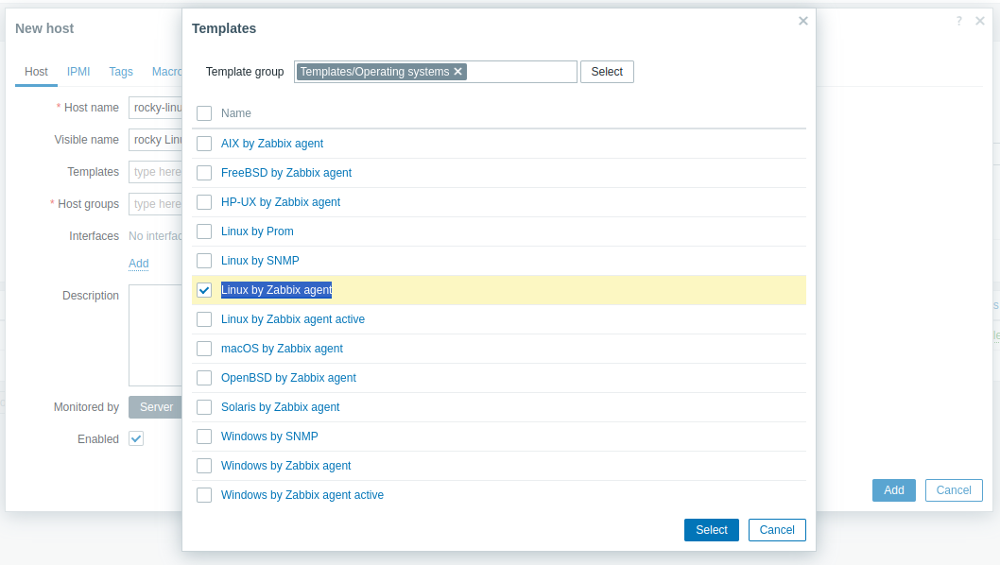 New host
Templates
Template group Templates/Operating systems Select
Host IPMI Tags Macro
* Host name rocky-linu
Visible name rocky Lin
Templates type here
* Host groups type here
Interfaces No interfac
Add
Description
Monitored by Server
Enabled
Name
AIX by Zabbix agent
FreeBSD by Zabbix agent
HP-UX by Zabbix agent
Linux by Prom
Linux by SNMP
Linux by Zabbix agent
Linux by Zabbix agent active
macOS by Zabbix agent
OpenBSD by Zabbix agent
Solaris by Zabbix agent
Windows by SNMP
Windows by Zabbix agent
Windows by Zabbix agent active
Select Cancel
Add Cancel